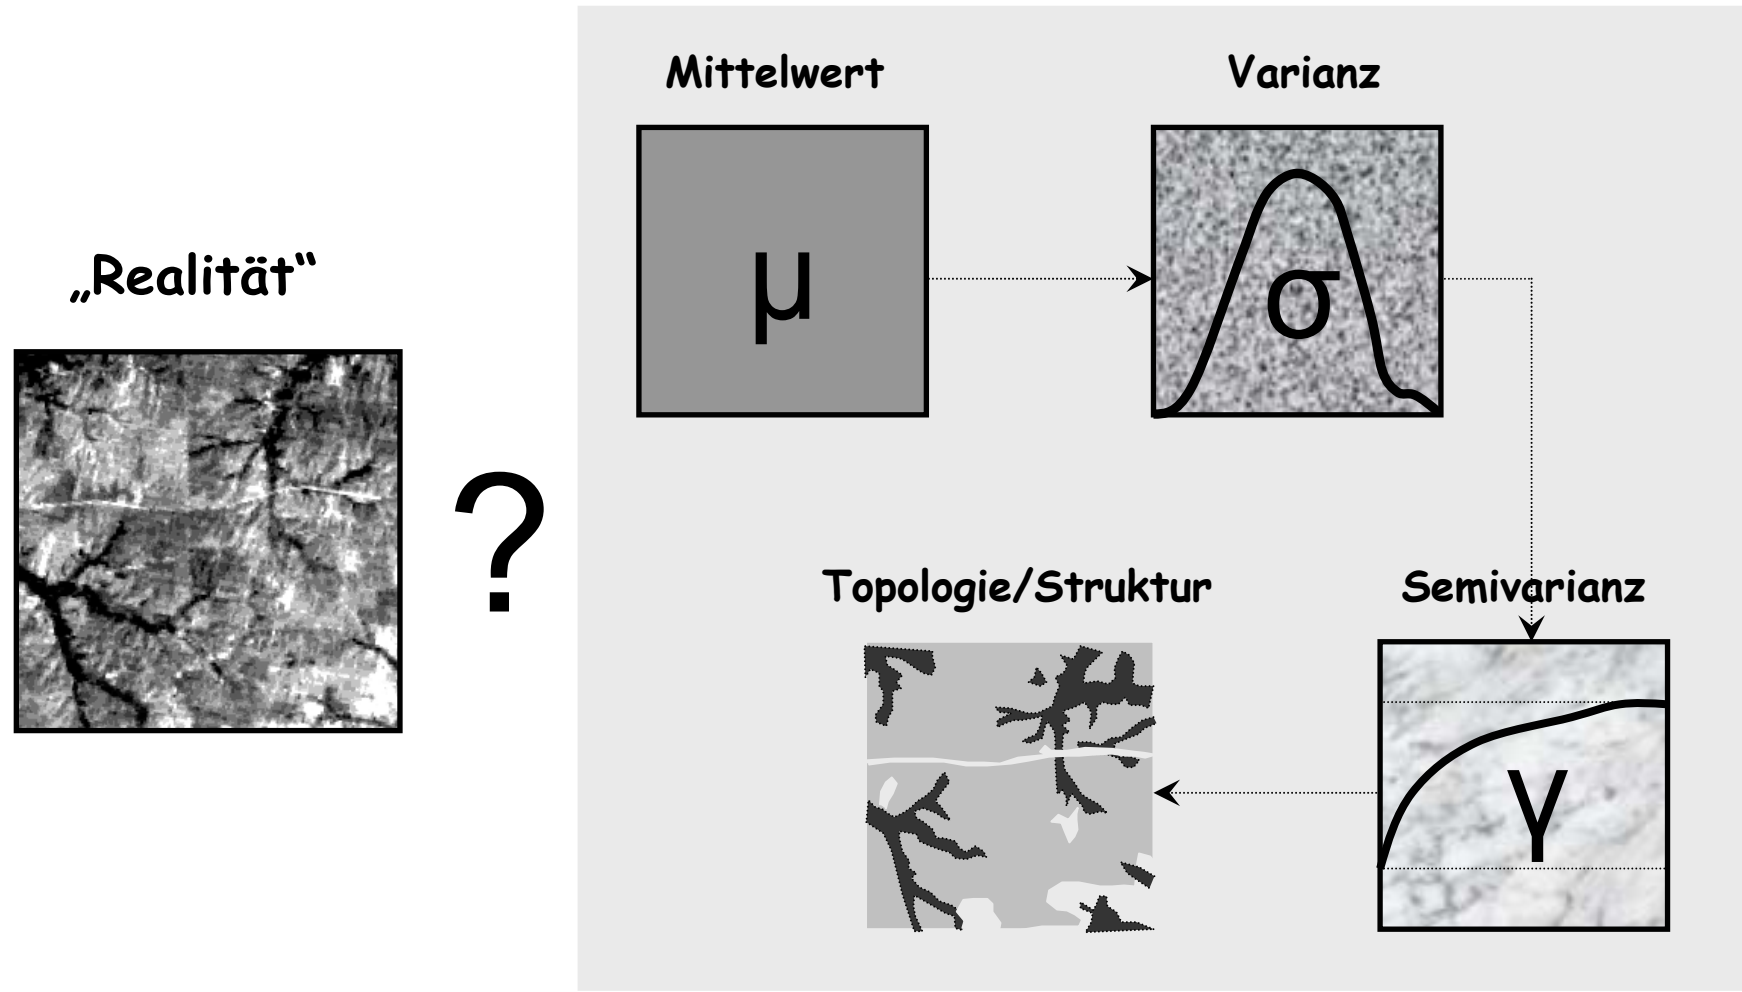 Mittelwert
Varianz
μ
σ
„Realität“
?
Topologie/Struktur
Semivarianz
γ